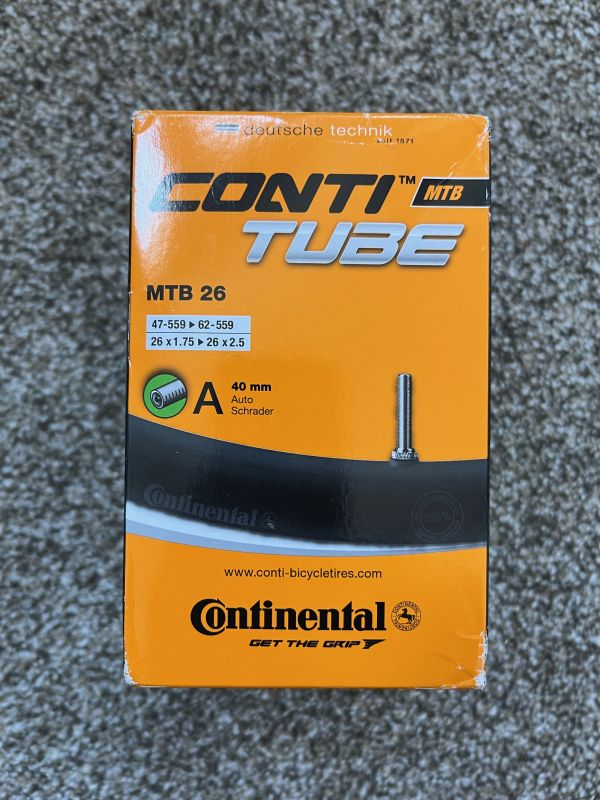 deutsche technik
seit 1871
CONTI™ MTB
TUBE
MTB 26
47-559 ▸ 62-559
26 x 1.75 ▸ 26 x 2.5
A
40 mm
Auto
Schrader
Continental
www.conti-bicycletires.com
Continental
GET THE GRIP